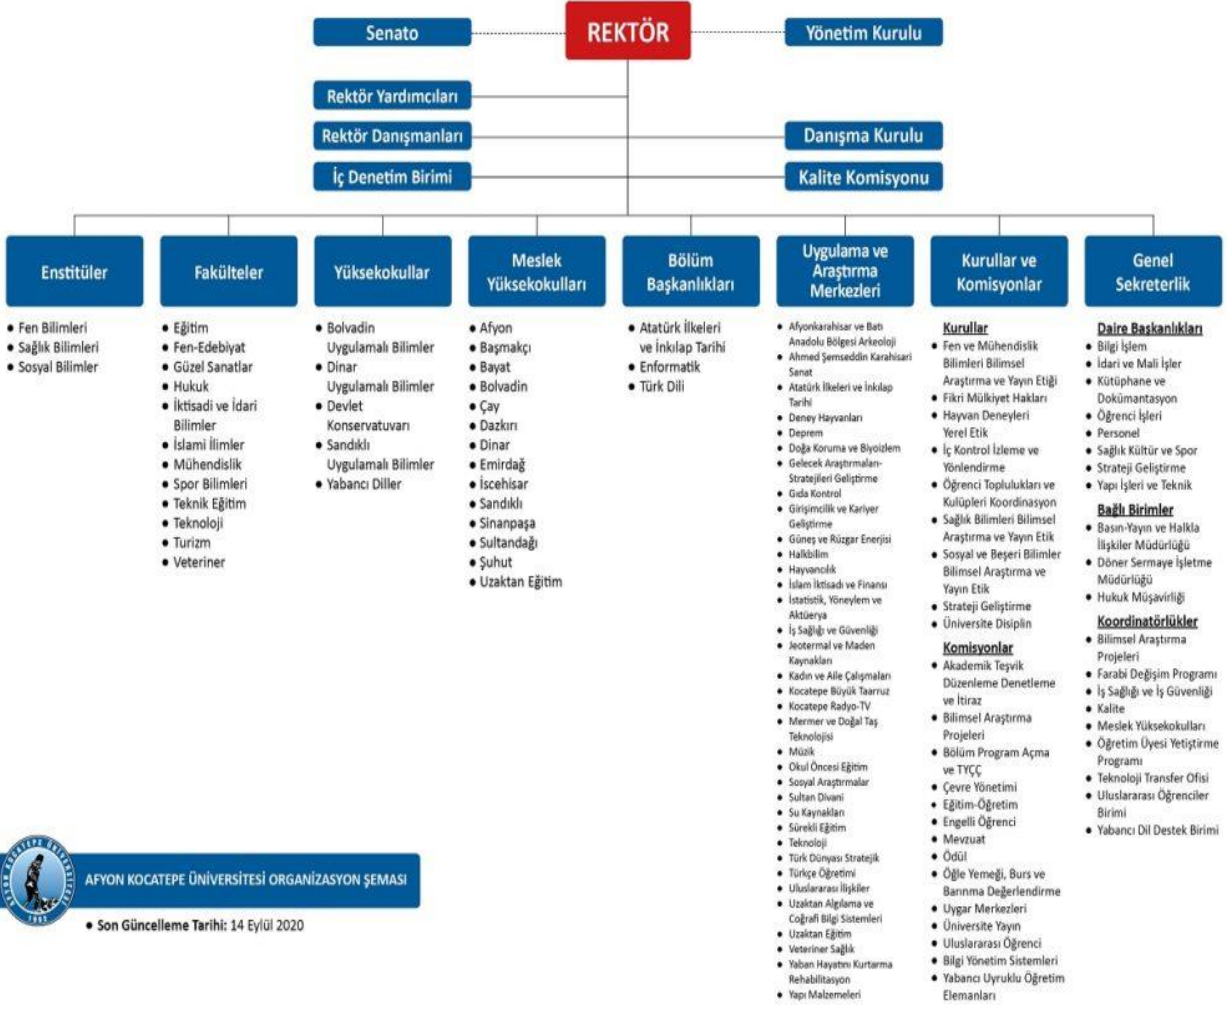 Senato
REKTÖR
Yönetim Kurulu
Rektör Yardımcıları
Rektör Danışmanları
Danışma Kurulu
İç Denetim Birimi
Kalite Komisyonu
Enstitüler
• Fen Bilimleri
• Sağlık Bilimleri
• Sosyal Bilimler
Fakülteler
• Eğitim
• Fen-Edebiyat
• Güzel Sanatlar
• Hukuk
• İktisadi ve İdari
Bilimler
• İslami İlimler
• Mühendislik
• Spor Bilimleri
• Teknik Eğitim
• Teknoloji
• Turizm
• Veteriner
Yüksekokullar
• Bolvadin
Uygulamalı Bilimler
• Dinar
Uygulamalı Bilimler
• Devlet
Konservatuvarı
• Sandıklı
Uygulamalı Bilimler
• Yabancı Diller
Meslek
Yüksekokulları
• Afyon
• Başmakçı
• Bayat
• Bolvadin
• Çay
• Dazkırı
• Dinar
• Emirdağ
• İscehisar
• Sandıklı
• Sinanpaşa
• Sultandağı
• Şuhut
• Uzaktan Eğitim
Bölüm
Başkanlıkları
• Atatürk İlkeleri
ve İnkılap Tarihi
• Enformatik
• Türk Dili
Uygulama ve
Araştırma
Merkezleri
• Afyonkarahisar ve Batı
Anadolu Bölgesi Arkeoloji
• Ahmed Şemseddin Karahisari
Sanat
• Atatürk İlkeleri ve İnkılap
Tarihi
• Deney Hayvanları
• Deprem
• Doğa Koruma ve Biyoizlem
• Gelecek Araştırmaları-
Stratejileri Geliştirme
• Gıda Kontrol
• Girişimcilik ve Kariyer
Geliştirme
• Güneş ve Rüzgar Enerjisi
• Halkbilim
• Hayvancılık
• İslam İktisadı ve Finansı
• İstatistik, Yöneylem ve
Aktüerya
• İş Sağlığı ve Güvenliği
• Jeotermal ve Maden
Kaynakları
• Kadın ve Aile Çalışmaları
• Kocatepe Büyük Taarruz
• Kocatepe Radyo-TV
• Mermer ve Doğal Taş
Teknolojisi
• Müzik
• Okul Öncesi Eğitim
• Sosyal Araştırmalar
• Sultan Divani
• Su Kaynakları
• Sürekli Eğitim
• Teknoloji
• Türk Dünyası Stratejik
• Türkçe Öğretimi
• Uluslararası İlişkiler
• Uzaktan Algılama ve
Coğrafi Bilgi Sistemleri
• Uzaktan Eğitim
• Veteriner Sağlık
• Yaban Hayatını Kurtarma
Rehabilitasyon
• Yapı Malzemeleri
Kurullar ve
Komisyonlar
Kurullar
• Fen ve Mühendislik
Bilimleri Bilimsel
Araştırma ve Yayın Etiği
• Fikri Mülkiyet Hakları
• Hayvan Deneyleri
Yerel Etik
• İç Kontrol İzleme ve
Yönlendirme
• Öğrenci Toplulukları ve
Kulüpleri Koordinasyon
• Sağlık Bilimleri Bilimsel
Araştırma ve Yayın Etik
• Sosyal ve Beşeri Bilimler
Bilimsel Araştırma ve
Yayın Etik
• Strateji Geliştirme
• Üniversite Disiplin
Komisyonlar
• Akademik Teşvik
Düzenleme Denetleme
ve İtiraz
• Bilimsel Araştırma
Projeleri
• Bölüm Program Açma
ve TYÇÇ
• Çevre Yönetimi
• Eğitim-Öğretim
• Engelli Öğrenci
• Mevzuat
• Ödül
• Öğle Yemeği, Burs ve
Barınma Değerlendirme
• Uygar Merkezleri
• Üniversite Yayın
• Uluslararası Öğrenci
• Bilgi Yönetim Sistemleri
• Yabancı Uyruklu Öğretim
Elemanları
Genel
Sekreterlik
Daire Başkanlıkları
• Bilgi İşlem
• İdari ve Mali İşler
• Kütüphane ve
Dokümantasyon
• Öğrenci İşleri
• Personel
• Sağlık Kültür ve Spor
• Strateji Geliştirme
• Yapı İşleri ve Teknik
Bağlı Birimler
• Basın-Yayın ve Halkla
İlişkiler Müdürlüğü
• Döner Sermaye İşletme
Müdürlüğü
• Hukuk Müşavirliği
Koordinatörlükler
• Bilimsel Araştırma
Projeleri
• Farabi Değişim Programı
• İş Sağlığı ve İş Güvenliği
• Kalite
• Meslek Yüksekokulları
• Öğretim Üyesi Yetiştirme
Programı
• Teknoloji Transfer Ofisi
• Uluslararası Öğrenciler
Birimi
• Yabancı Dil Destek Birimi
AFYON KOCATEPE ÜNİVERSİTESİ
1992
AFYON KOCATEPE ÜNİVERSİTESİ ORGANİZASYON ŞEMASI
• Son Güncelleme Tarihi: 14 Eylül 2020